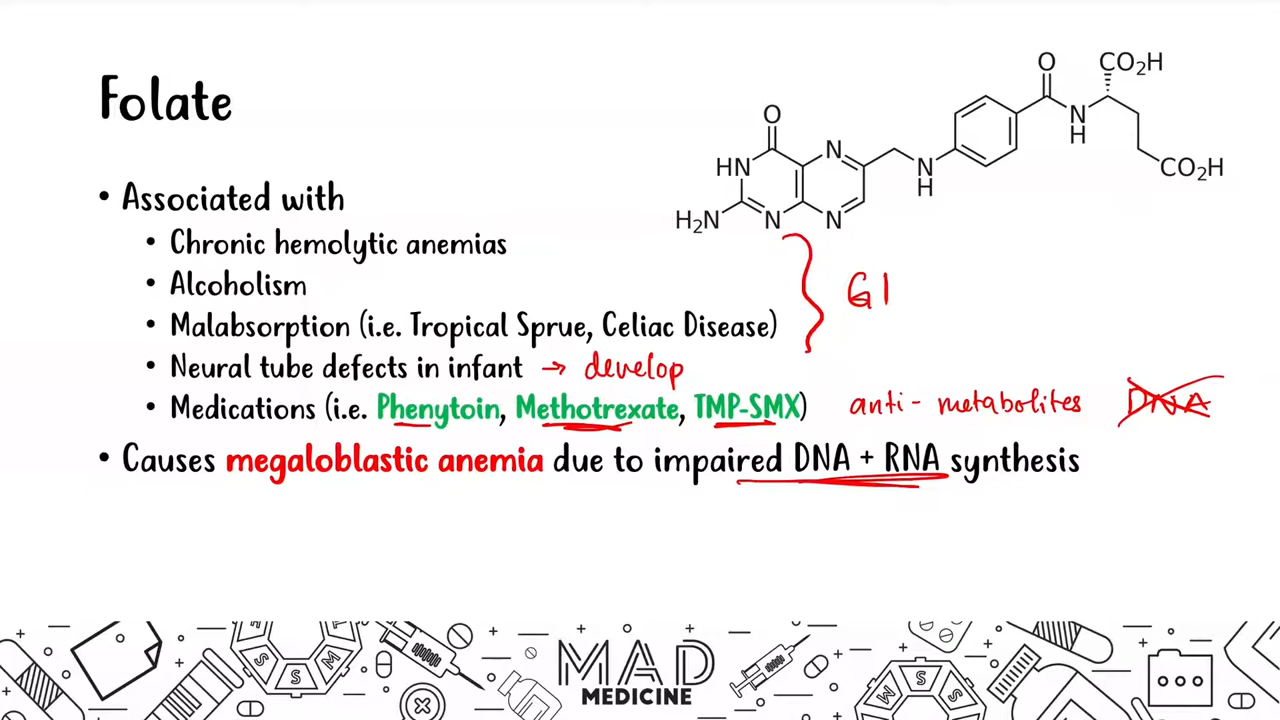 Folate
• Associated with
• Chronic hemolytic anemias
• Alcoholism
• Malabsorption (i.e. Tropical Sprue, Celiac Disease)
GI
• Neural tube defects in infant → develop
• Medications (i.e. Phenytoin, Methotrexate, TMP-SMX) anti-metabolites DNA
• Causes megaloblastic anemia due to impaired DNA + RNA synthesis
O
CO₂H
O
N
H
CO₂H
HN
N
N
H
H₂N
N
N
S
S
M
M
S
S
MAD
MEDICINE